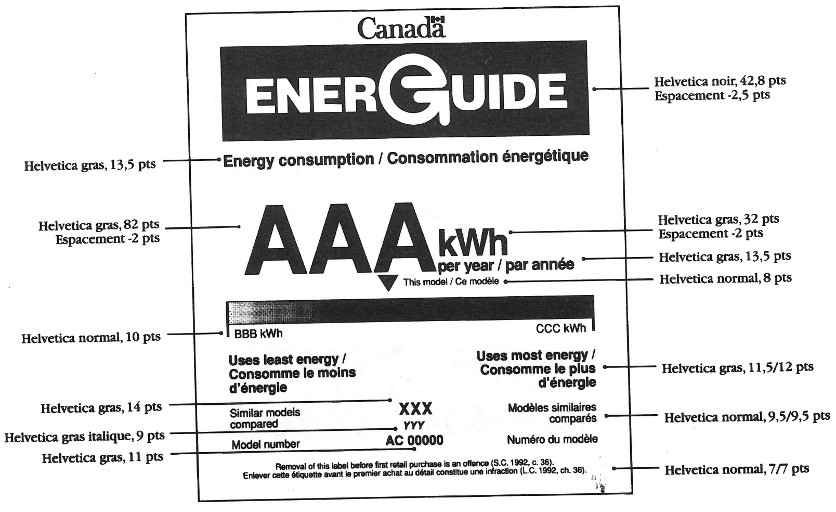 Canada
ENERGUIDE
Helvetica noir, 42,8 pts
Espacement -2,5 pts
Helvetica gras, 13,5 pts
Energy consumption / Consommation énergétique
Helvetica gras, 82 pts
Espacement -2 pts
AAA kWh
per year / par année
This model / Ce modèle
Helvetica gras, 32 pts
Espacement -2 pts
Helvetica gras, 13,5 pts
Helvetica normal, 8 pts
Helvetica normal, 10 pts
BBB kWh
CCC kWh
Uses least energy /
Consomme le moins
d'énergie
Uses most energy /
Consomme le plus
d'énergie
Helvetica gras, 11,5/12 pts
Helvetica gras, 14 pts
Similar models
compared
XXX
YYY
Modèles similaires
comparés
Helvetica normal, 9,5/9,5 pts
Helvetica gras italique, 9 pts
Model number
AC 00000
Numéro du modèle
Helvetica gras, 11 pts
Removal of this label before first retail purchase is an offence (S.C. 1992, c. 36).
Enlever cette étiquette avant le premier achat au détail constitue une infraction (L.C. 1992, ch. 36).
Helvetica normal, 7/7 pts